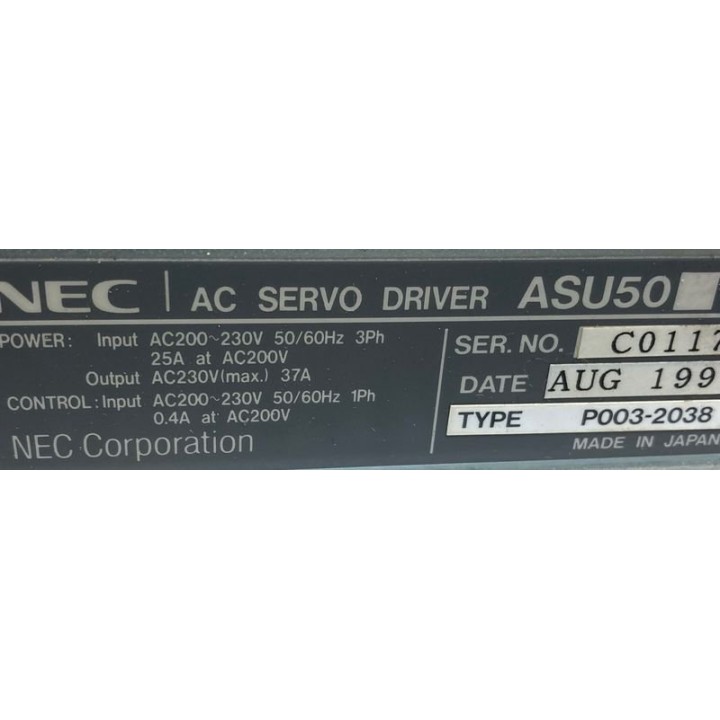 NEC AC SERVO DRIVER ASU50
POWER: Input AC200~230V 50/60Hz 3Ph
25A at AC200V
Output AC230V(max.) 37A
CONTROL: Input AC200~230V 50/60Hz 1Ph
0.4A at AC200V
NEC Corporation
SER. NO. C0117
DATE AUG 199
TYPE P003-2038
MADE IN JAPAN